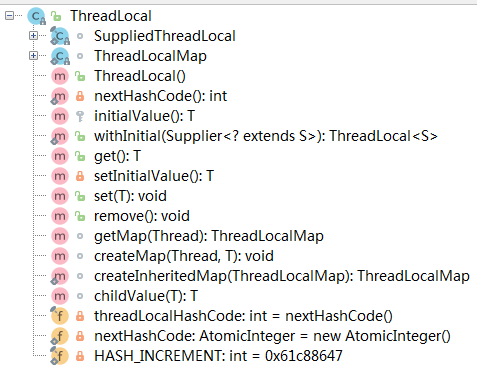 ThreadLocal
SuppliedThreadLocal
ThreadLocalMap
m ThreadLocal()
m nextHashCode(): int
m initialValue(): T
m withInitial(Supplier<? extends S>): ThreadLocal<S>
m get(): T
m setInitialValue(): T
m set(T): void
m remove(): void
m getMap(Thread): ThreadLocalMap
m createMap(Thread, T): void
m createInheritedMap(ThreadLocalMap): ThreadLocalMap
m childValue(T): T
f threadLocalHashCode: int = nextHashCode()
f nextHashCode: AtomicInteger = new AtomicInteger()
f HASH_INCREMENT: int = 0x61c88647